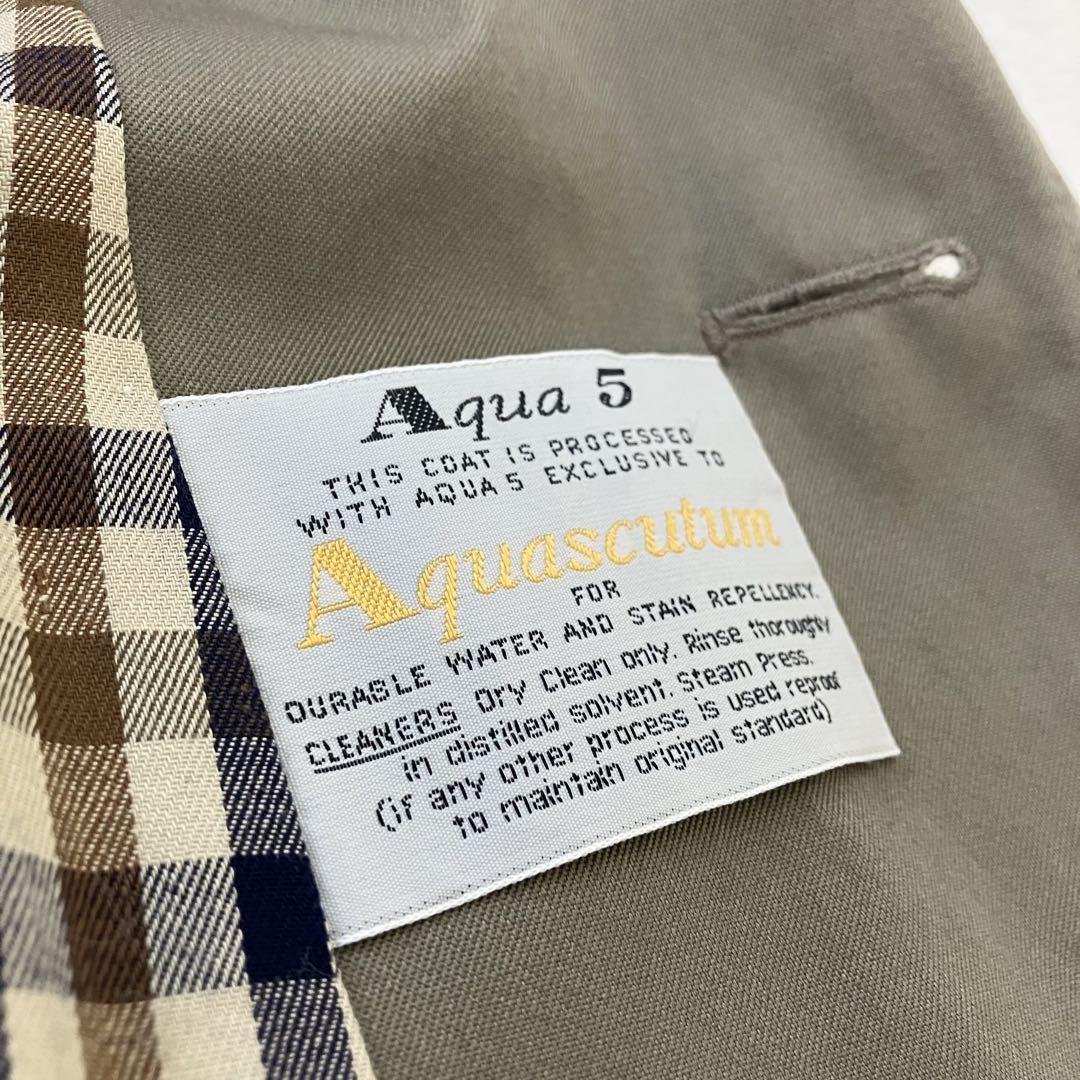 Aqua 5
THIS COAT IS PROCESSED
WITH AQUA 5 EXCLUSIVE TO
Aquascutum
FOR
DURABLE WATER AND STAIN REPELLENCY.
CLEANERS Dry Clean only. Rinse thoroughly
in distilled solvent. Steam Press.
(if any other process is used reproof
to maintain original standard)